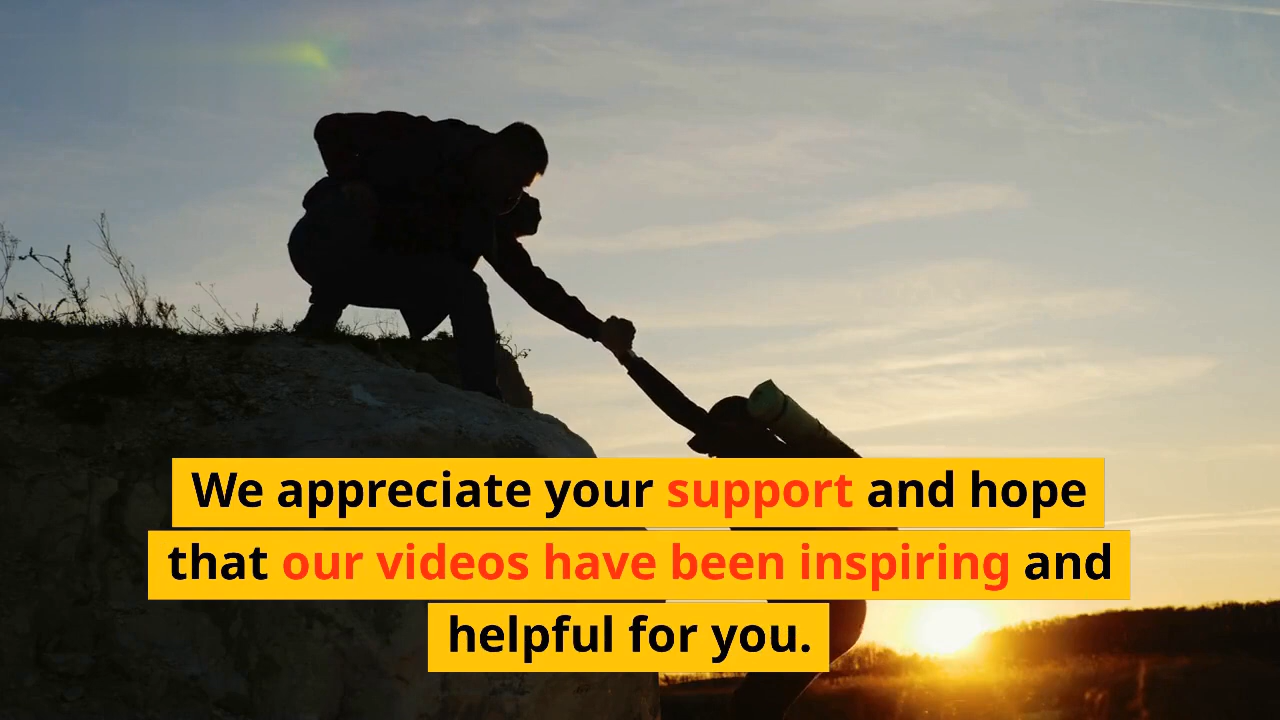 We appreciate your support and hope
that our videos have been inspiring and
helpful for you.